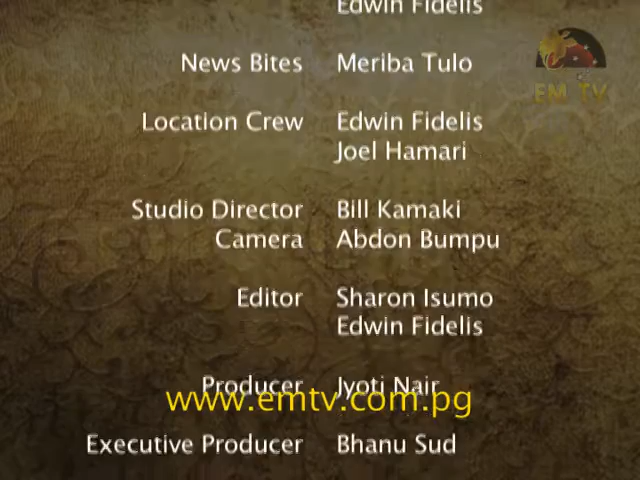 Edwin Fidelis
News Bites Meriba Tulo
EM TV
Location Crew Edwin Fidelis
Joel Hamari
Studio Director Bill Kamaki
Camera Abdon Bumpu
Editor Sharon Isumo
Edwin Fidelis
Producer Jyoti Nair
www.emtv.com.pg
Executive Producer Bhanu Sud